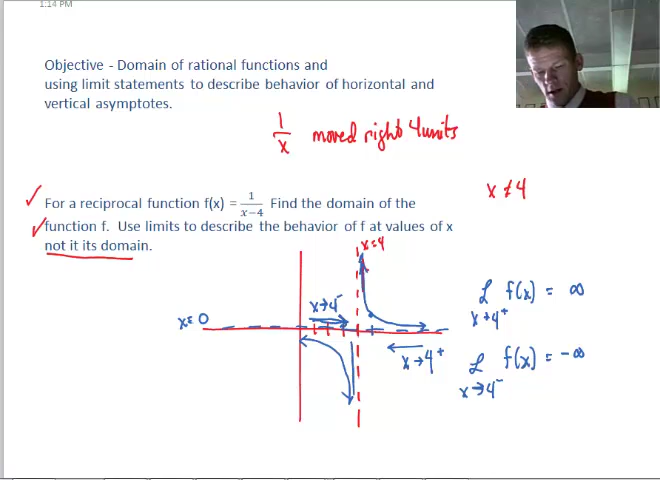 1:14 PM
Objective - Domain of rational functions and
using limit statements to describe behavior of horizontal and
vertical asymptotes.
1/x moved right 4 units
x ≠ 4
For a reciprocal function f(x) = 1/(x−4) Find the domain of the
function f. Use limits to describe the behavior of f at values of x
not it its domain.
x=4
x→4⁻
x= 0
x→4⁺
ℒ f(x) = ∞
x→4⁺
ℒ f(x) = -∞
x→4⁻